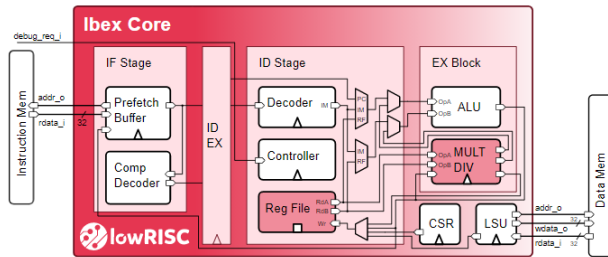 Ibex Core
debug_req_i
IF Stage
ID Stage
EX Block
Instruction Mem
addr_o
rdata_i
32
Prefetch
Buffer
Comp
Decoder
ID
EX
Decoder
IM
Controller
Reg File
RdA
RdB
Wr
PC
IM
RF
IM
RF
OpA
OpB
ALU
OpA
OpB
MULT
DIV
CSR
LSU
addr_o
wdata_o
32
rdata_i
32
Data Mem
lowRISC